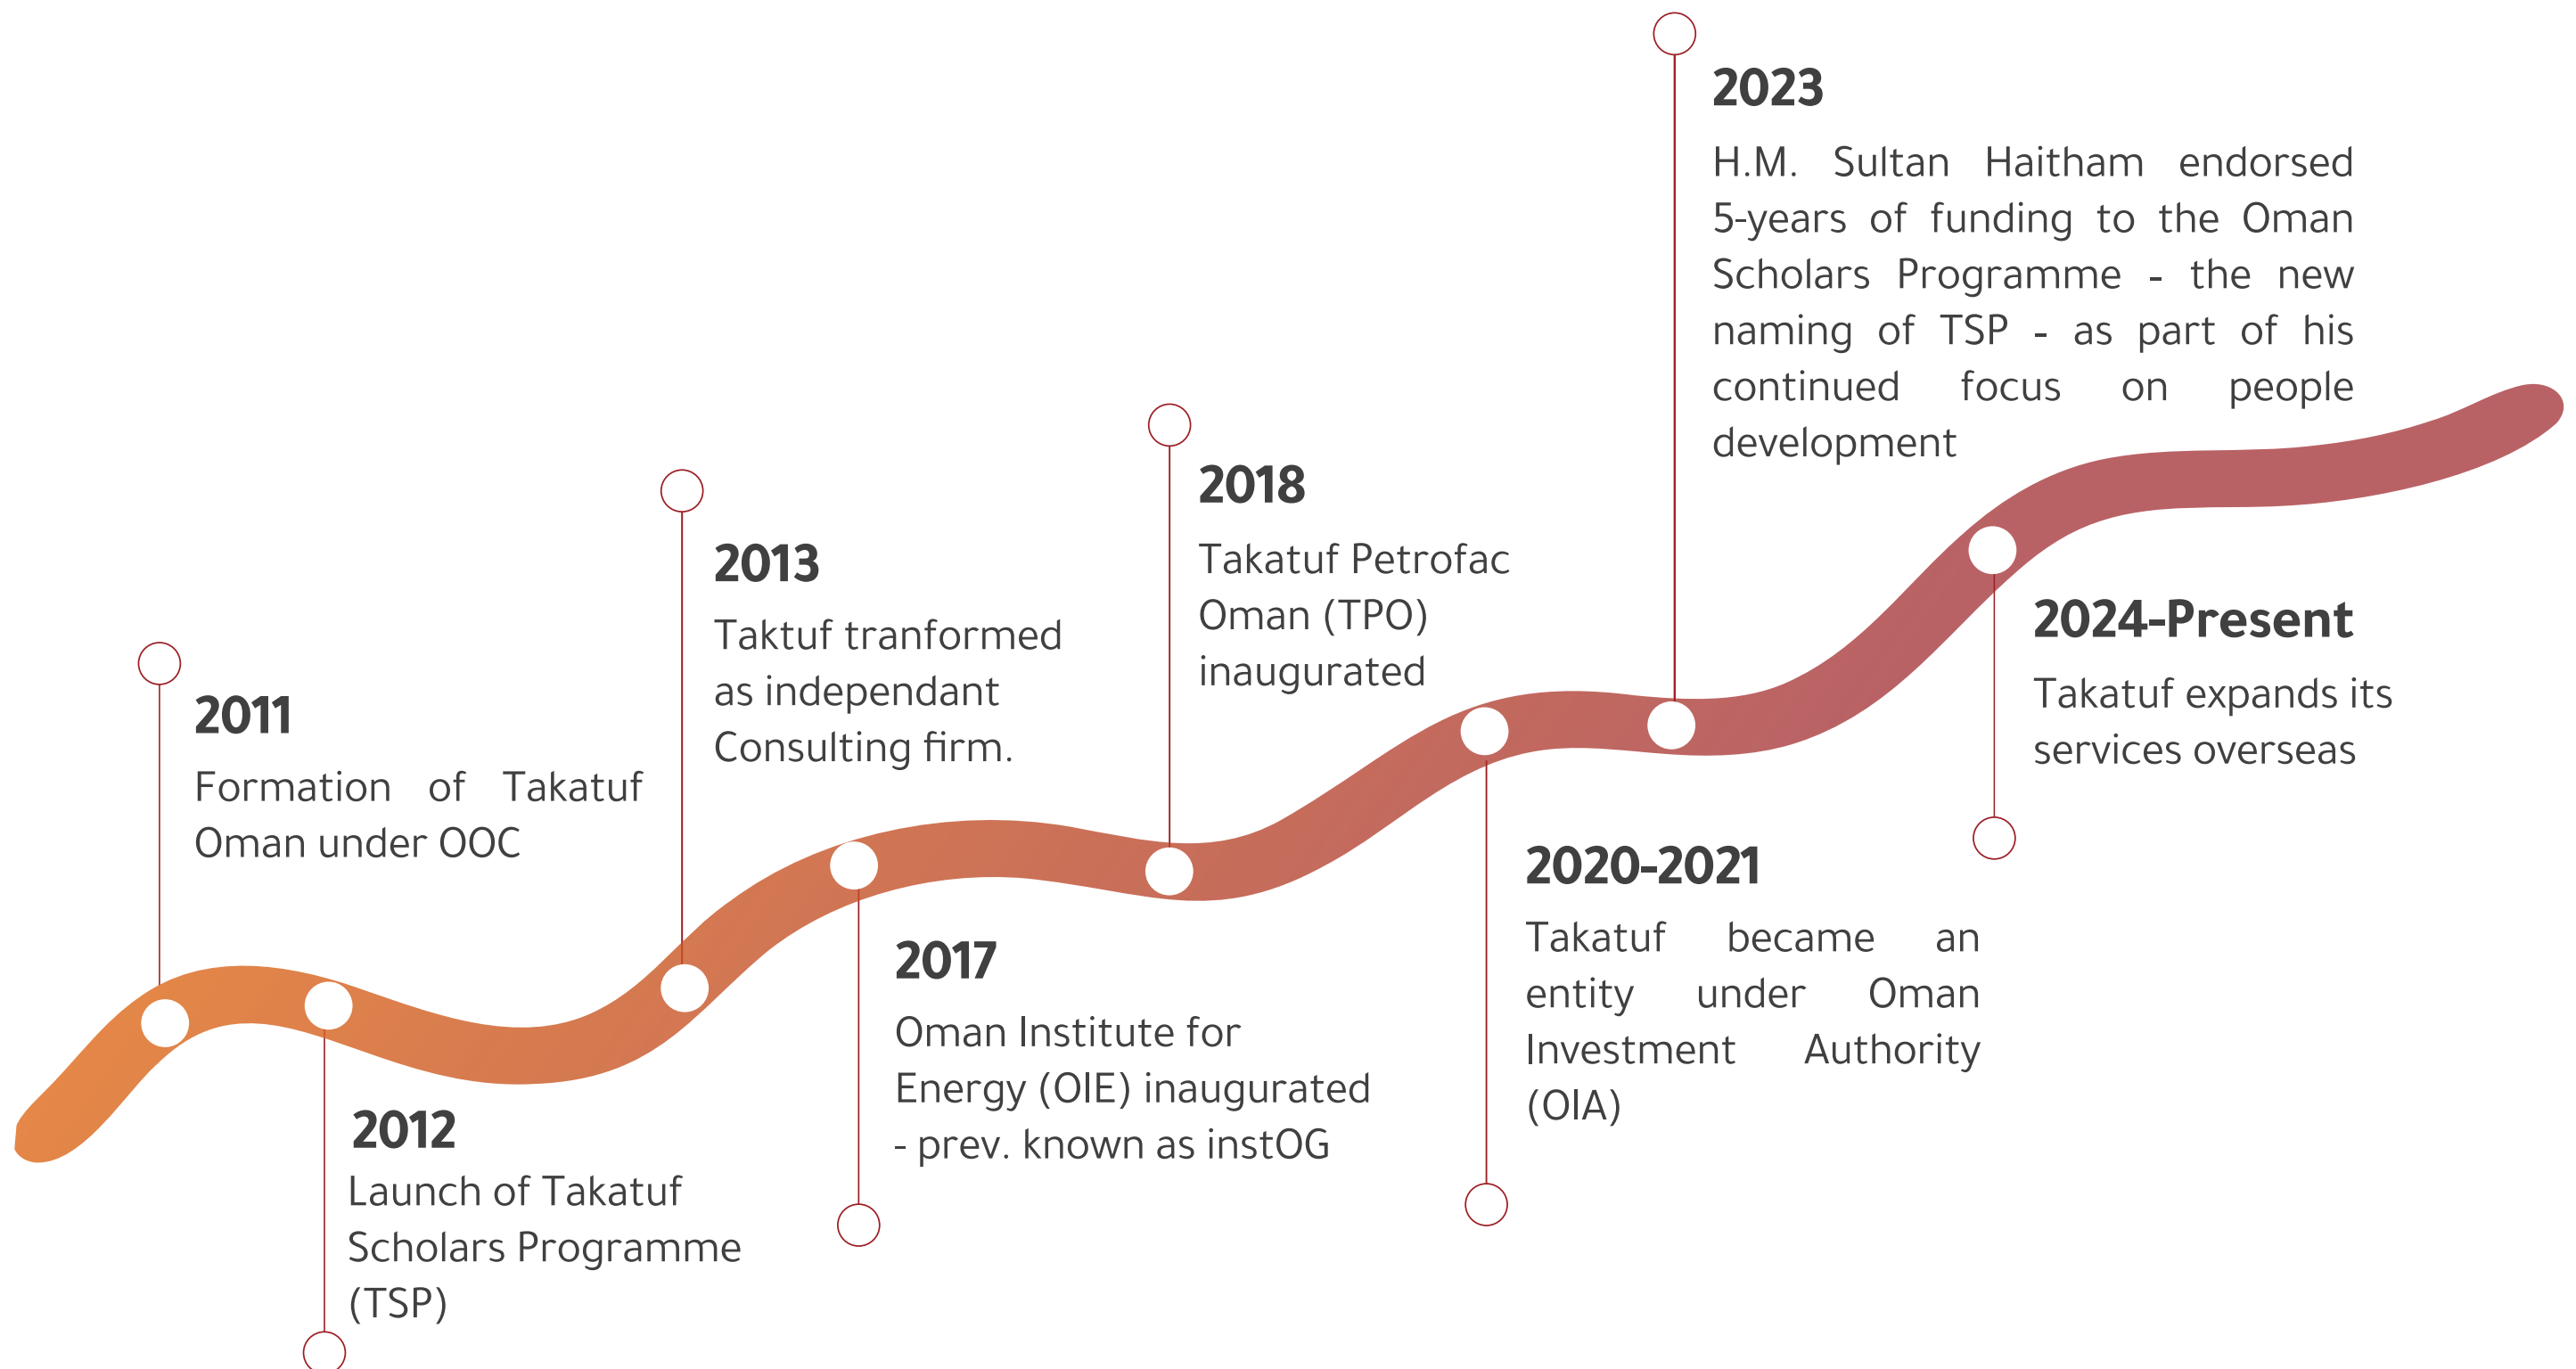 2011
Formation of Takatuf
Oman under OOC
2012
Launch of Takatuf
Scholars Programme
(TSP)
2013
Taktuf tranformed
as independant
Consulting firm.
2017
Oman Institute for
Energy (OIE) inaugurated
- prev. known as instOG
2018
Takatuf Petrofac
Oman (TPO)
inaugurated
2020-2021
Takatuf became an
entity under Oman
Investment Authority
(OIA)
2023
H.M. Sultan Haitham endorsed
5-years of funding to the Oman
Scholars Programme - the new
naming of TSP - as part of his
continued focus on people
development
2024-Present
Takatuf expands its
services overseas